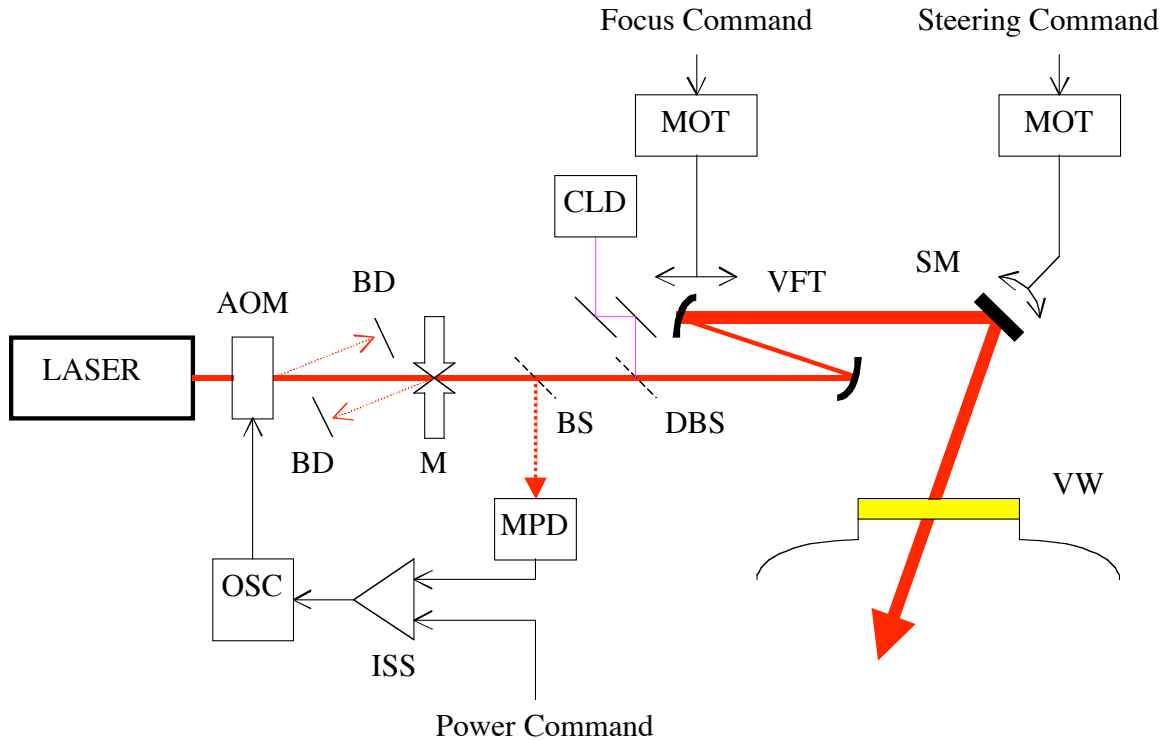 Focus Command
Steering Command
MOT
MOT
CLD
SM
VFT
BD
AOM
LASER
BS
DBS
BD
M
VW
MPD
OSC
ISS
Power Command